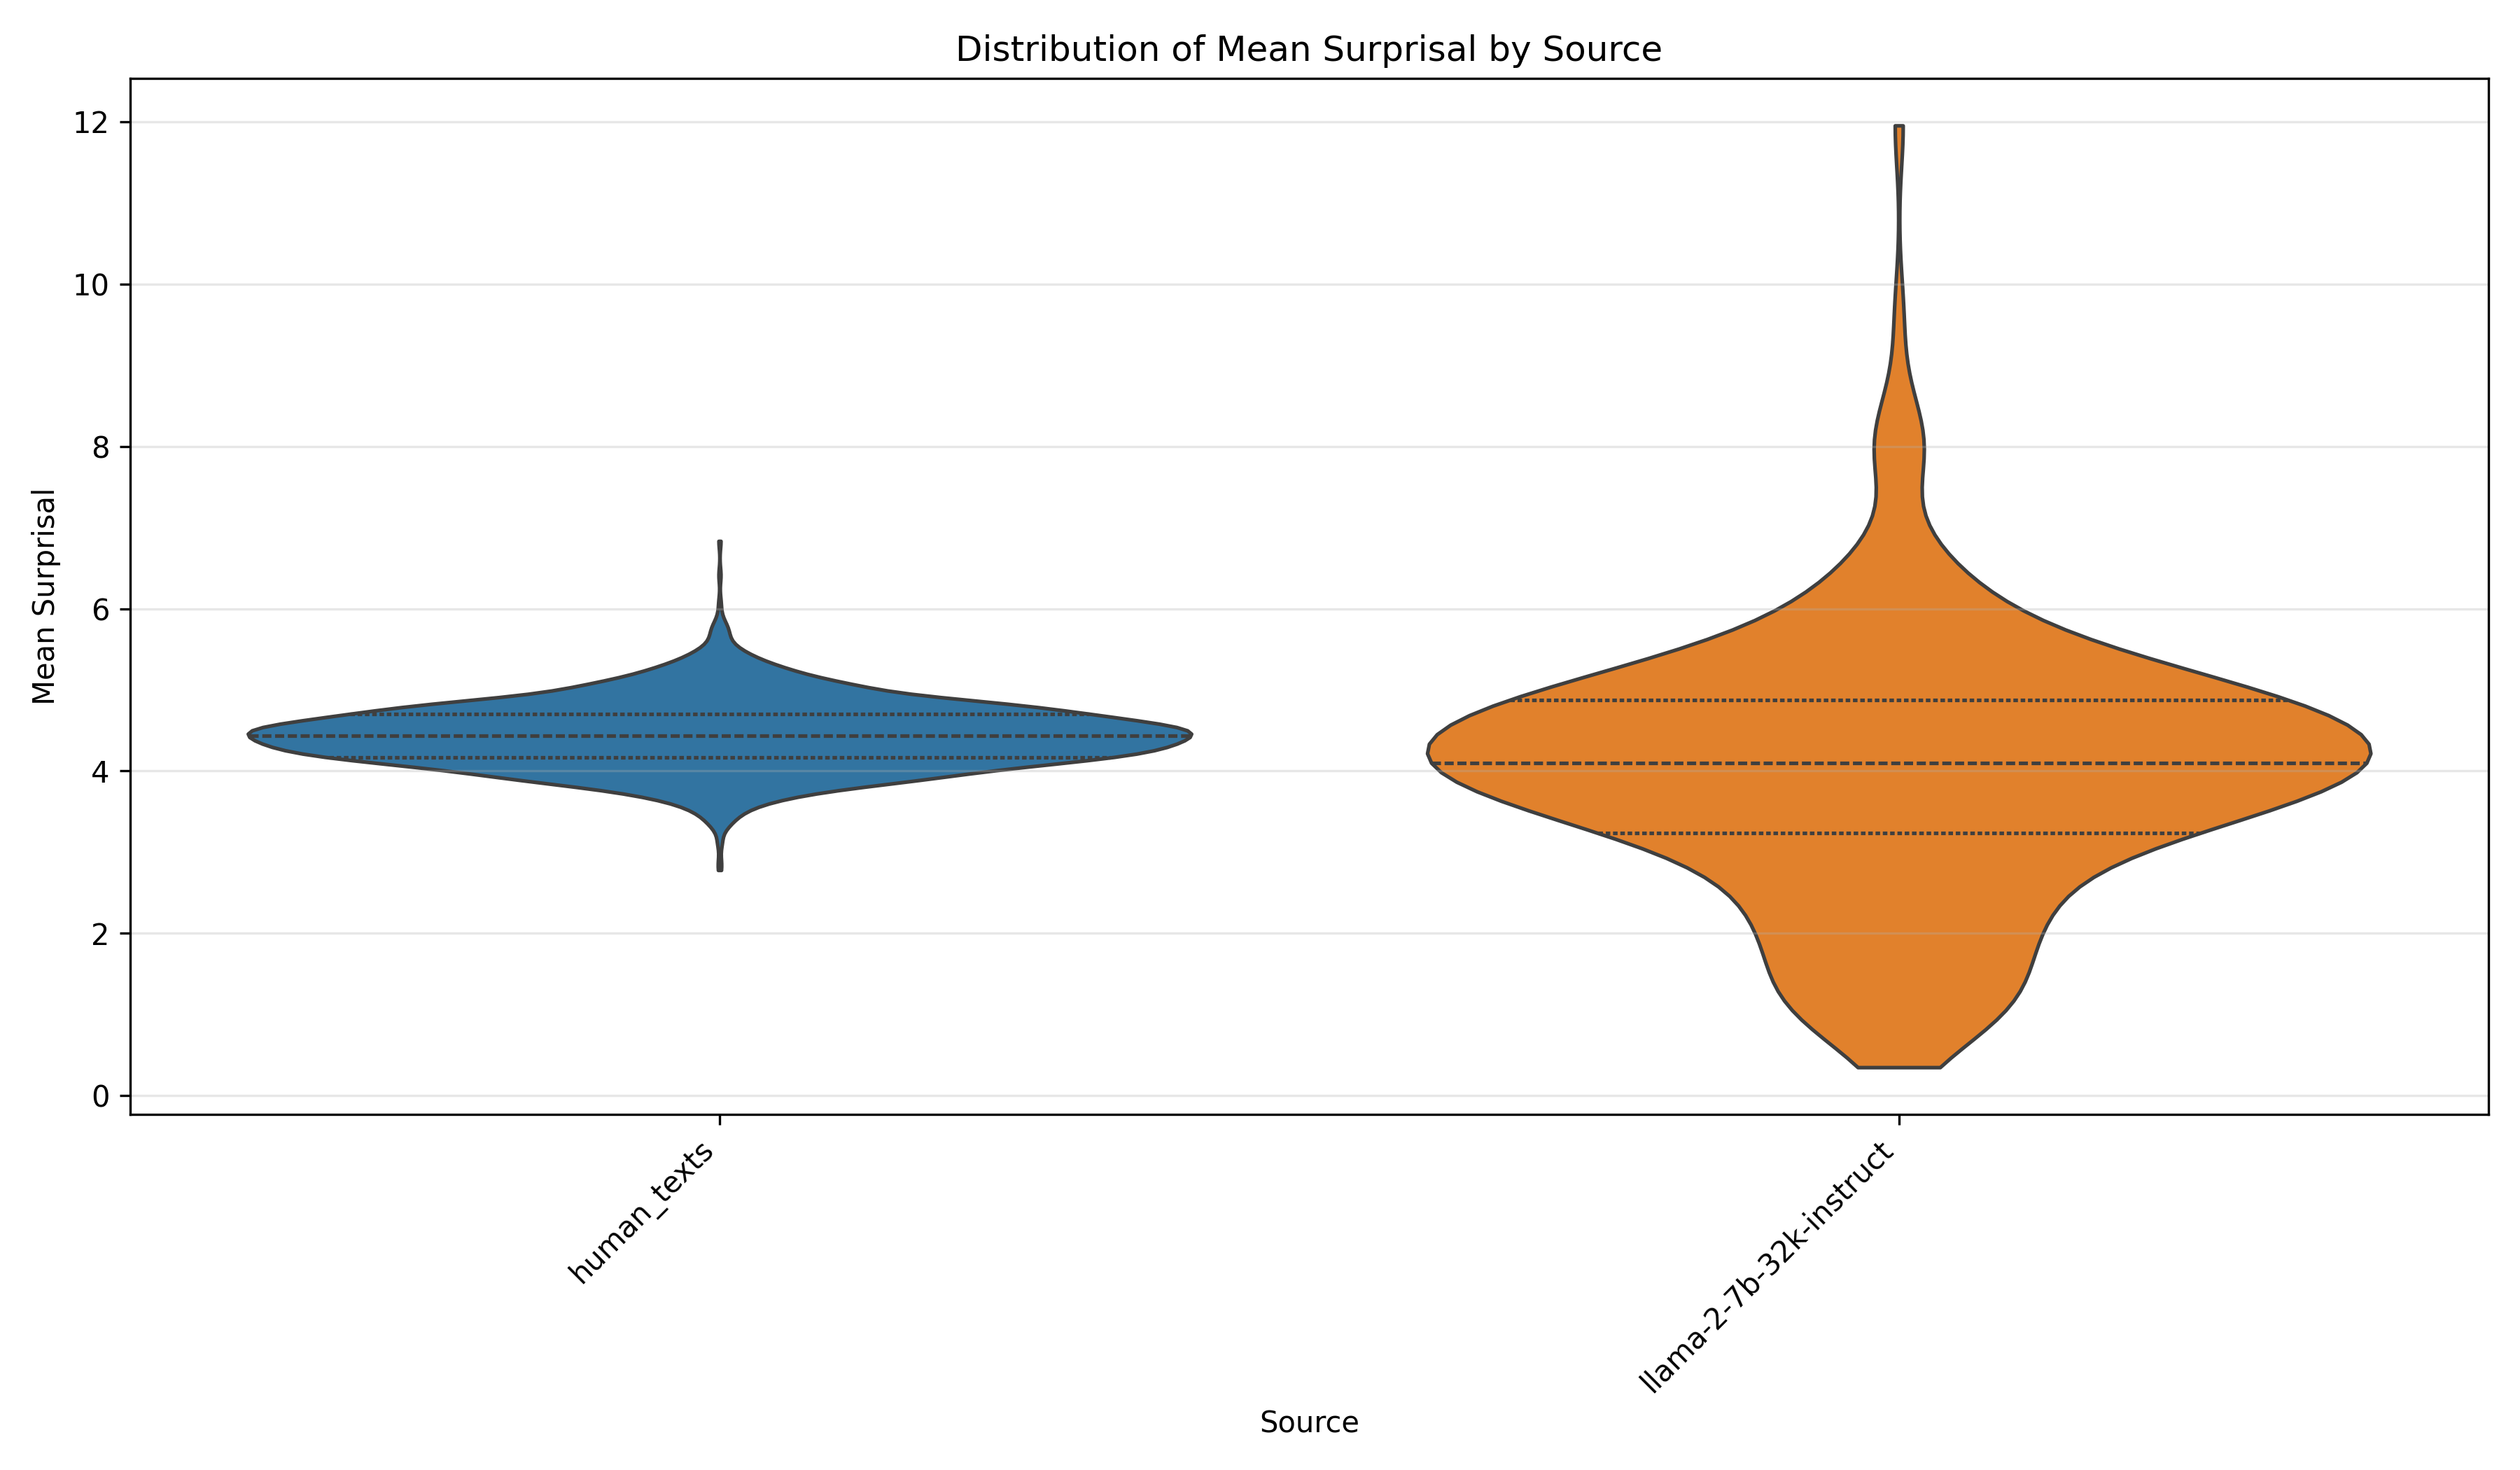 Distribution of Mean Surprisal by Source
Mean Surprisal
12
10
8
6
4
2
0
human_texts
llama-2-7b-32k-instruct
Source